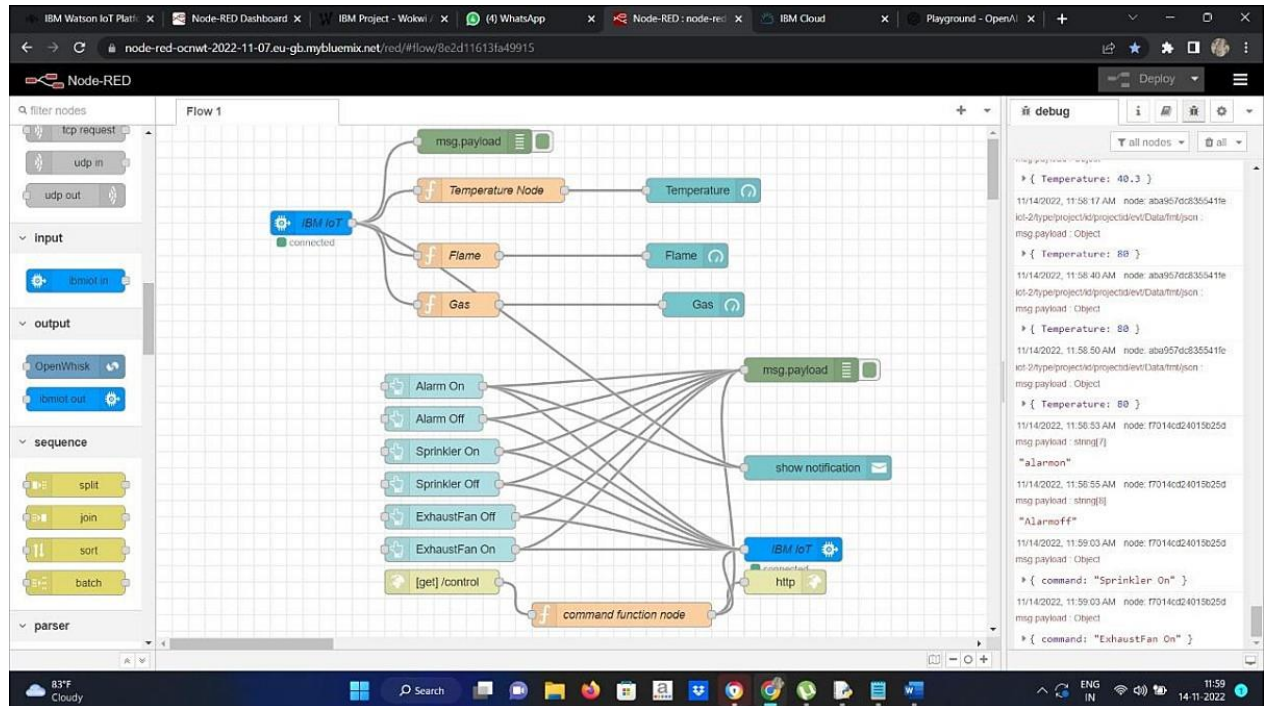 IBM Watson IoT Platfo
Node-RED Dashboard
IBM Project - Wokwi /
(4) WhatsApp
Node-RED : node-red
IBM Cloud
Playground - OpenAI
node-red-ocnwt-2022-11-07.eu-gb.mybluemix.net/red/#flow/8e2d11613fa49915
Node-RED
Deploy
filter nodes
tcp request
udp in
udp out
input
ibmiot in
output
OpenWhisk
ibmiot out
sequence
split
join
sort
batch
parser
Flow 1
msg.payload
Temperature Node
Temperature
IBM IoT
connected
Flame
Flame
Gas
Gas
Alarm On
msg.payload
Alarm Off
Sprinkler On
show notification
Sprinkler Off
ExhaustFan Off
ExhaustFan On
IBM IoT
connected
[get] /control
http
command function node
debug
i
all nodes
all
{ Temperature: 40.3 }
11/14/2022, 11:58:17 AM node: aba957dc835541fe
iot-2/type/project/id/projectid/evt/Data/fmt/json :
msg.payload : Object
{ Temperature: 80 }
11/14/2022, 11:58:40 AM node: aba957dc835541fe
iot-2/type/project/id/projectid/evt/Data/fmt/json :
msg.payload : Object
{ Temperature: 80 }
11/14/2022, 11:58:50 AM node: aba957dc835541fe
iot-2/type/project/id/projectid/evt/Data/fmt/json :
msg.payload : Object
{ Temperature: 80 }
11/14/2022, 11:58:53 AM node: f7014cd24015b25d
msg.payload : string[7]
"alarmon"
11/14/2022, 11:58:55 AM node: f7014cd24015b25d
msg.payload : string[8]
"Alarmoff"
11/14/2022, 11:59:03 AM node: f7014cd24015b25d
msg.payload : Object
{ command: "Sprinkler On" }
11/14/2022, 11:59:03 AM node: f7014cd24015b25d
msg.payload : Object
{ command: "ExhaustFan On" }
83°F
Cloudy
Search
ENG
IN
11:59
14-11-2022
1